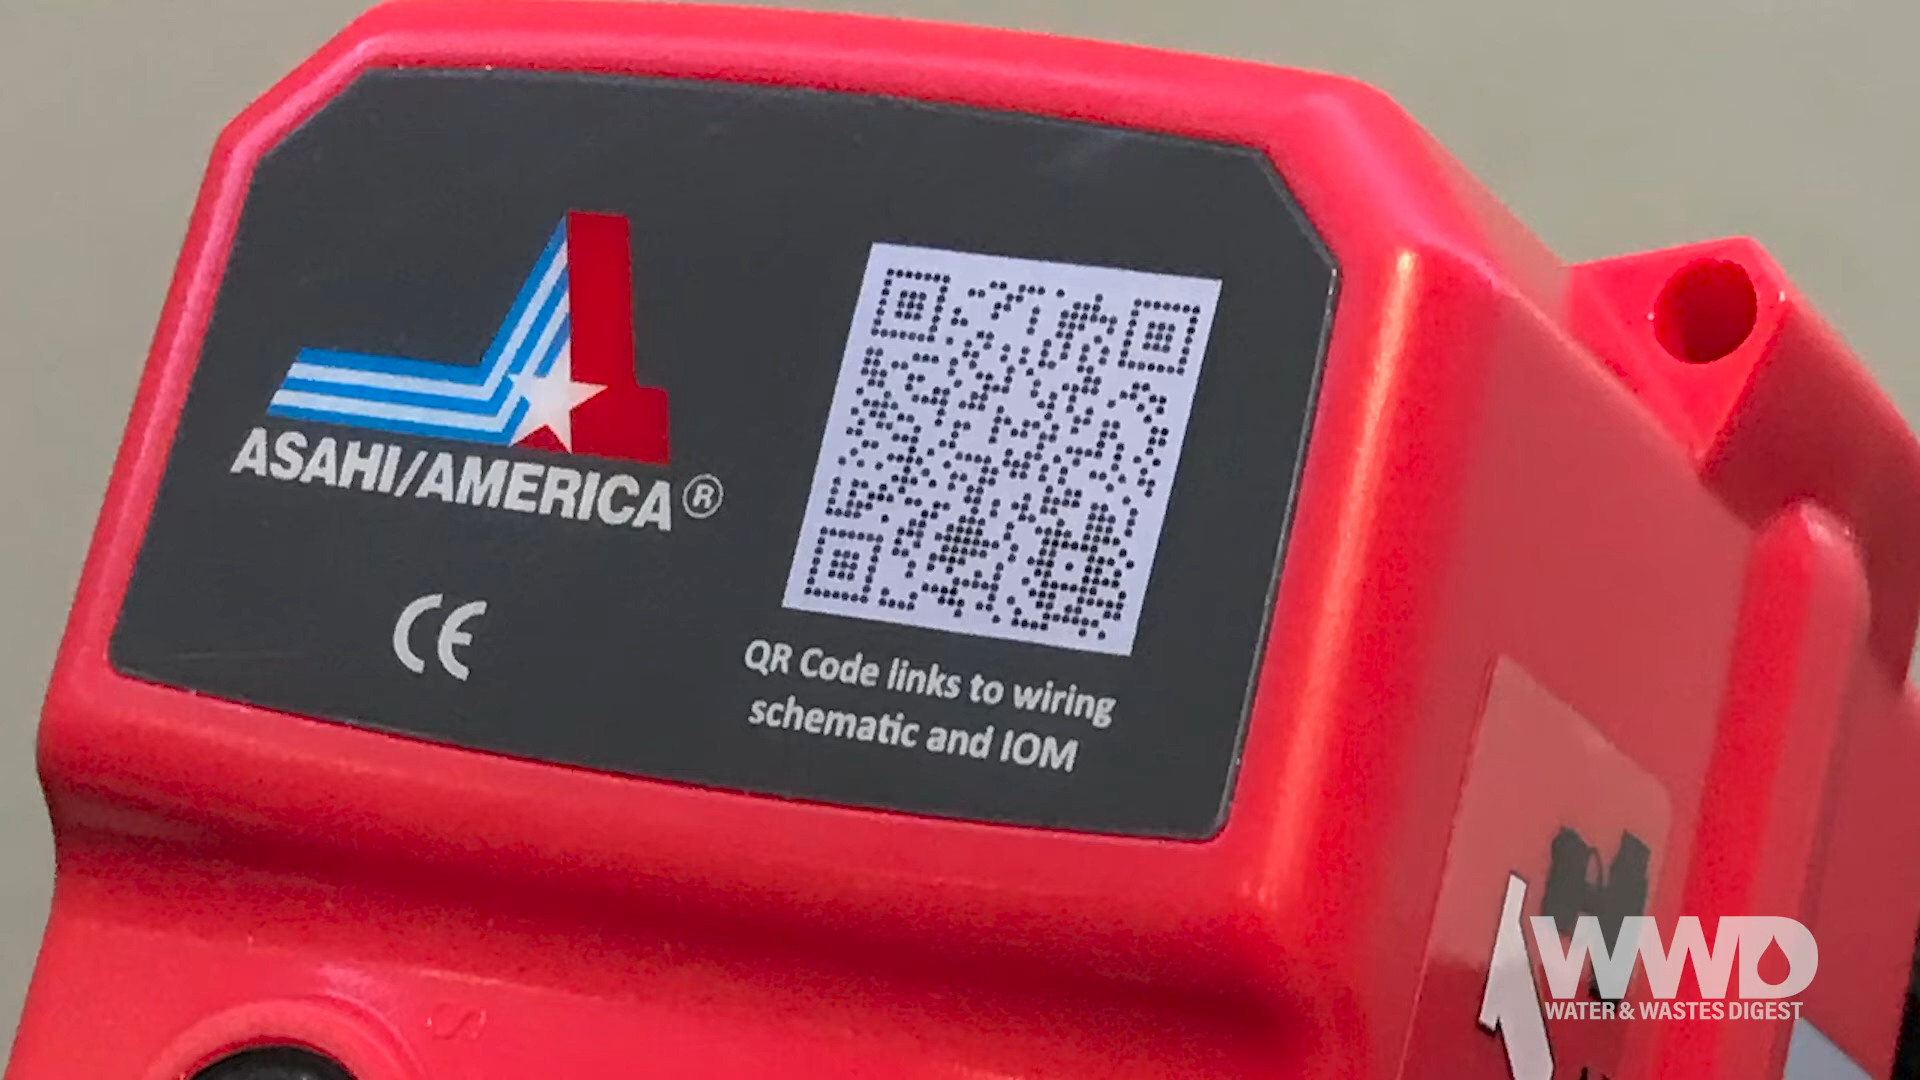 ASAHI/AMERICA®
CE
QR Code links to wiring
schematic and IOM
WWD
WATER & WASTES DIGEST